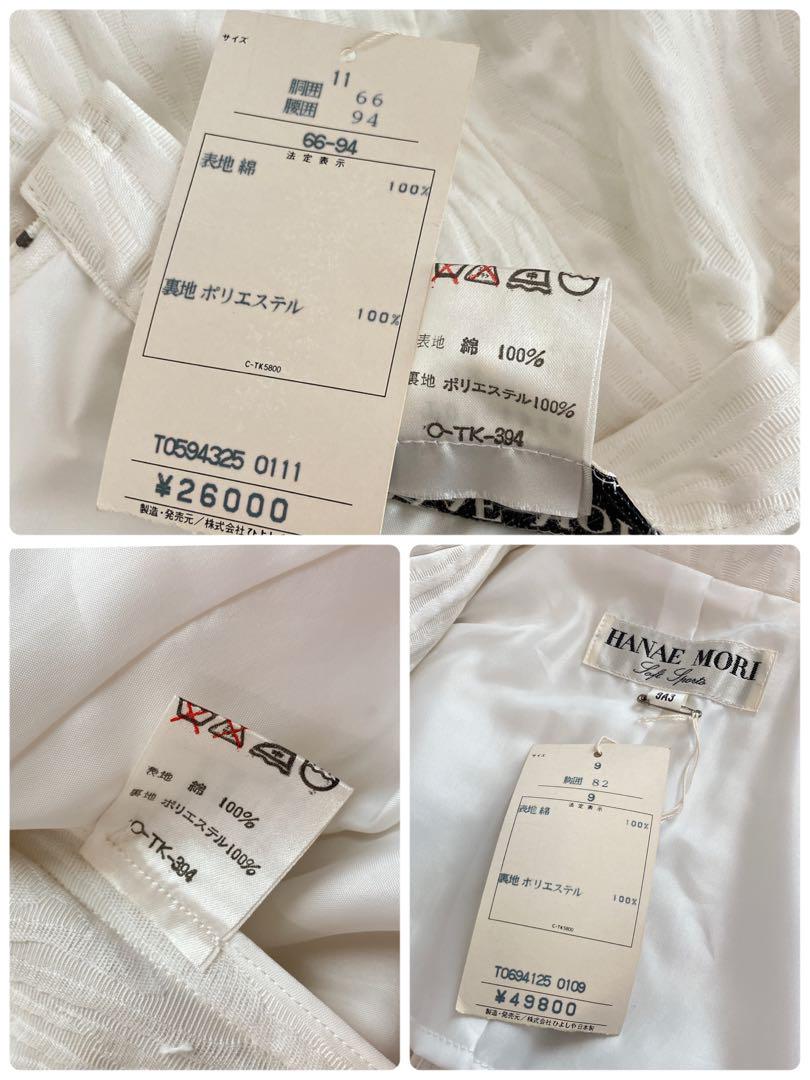 サイズ
11
胴囲 66
腰囲 94
66-94
法定表示
表地 綿
100%
裏地 ポリエステル
100%
C-TK5800
T0594325 0111
¥26000
製造・発売元/株式会社ひよしや日本製
表地 綿 100%
裏地 ポリエステル100%
O-TK-394
表地 綿 100%
裏地 ポリエステル100%
O-TK-394
HANAE MORI
Soft Sports
9A3
サイズ
9
胸囲 82
9
法定表示
表地 綿
100%
裏地 ポリエステル
100%
C-TK5800
T0694125 0109
¥49800
製造・発売元/株式会社ひよしや日本製